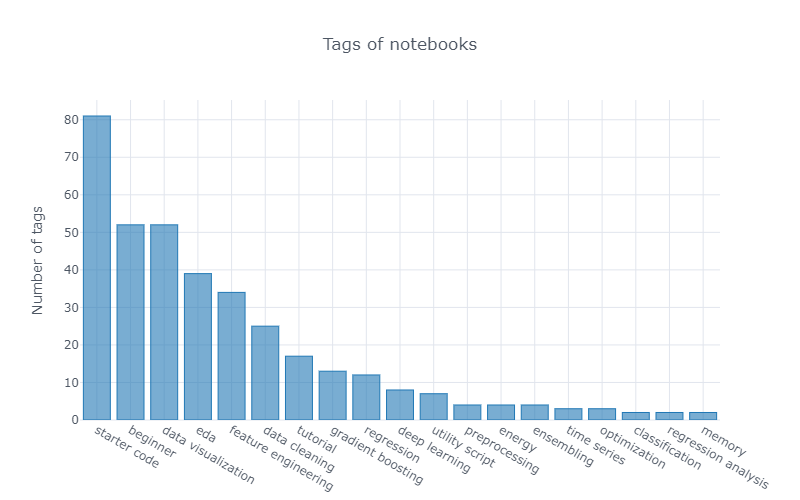 Tags of notebooks
Number of tags
80
70
60
50
40
30
20
10
0
starter code
beginner
data visualization
eda
feature engineering
data cleaning
tutorial
gradient boosting
regression
deep learning
utility script
preprocessing
energy
ensembling
time series
optimization
classification
regression analysis
memory